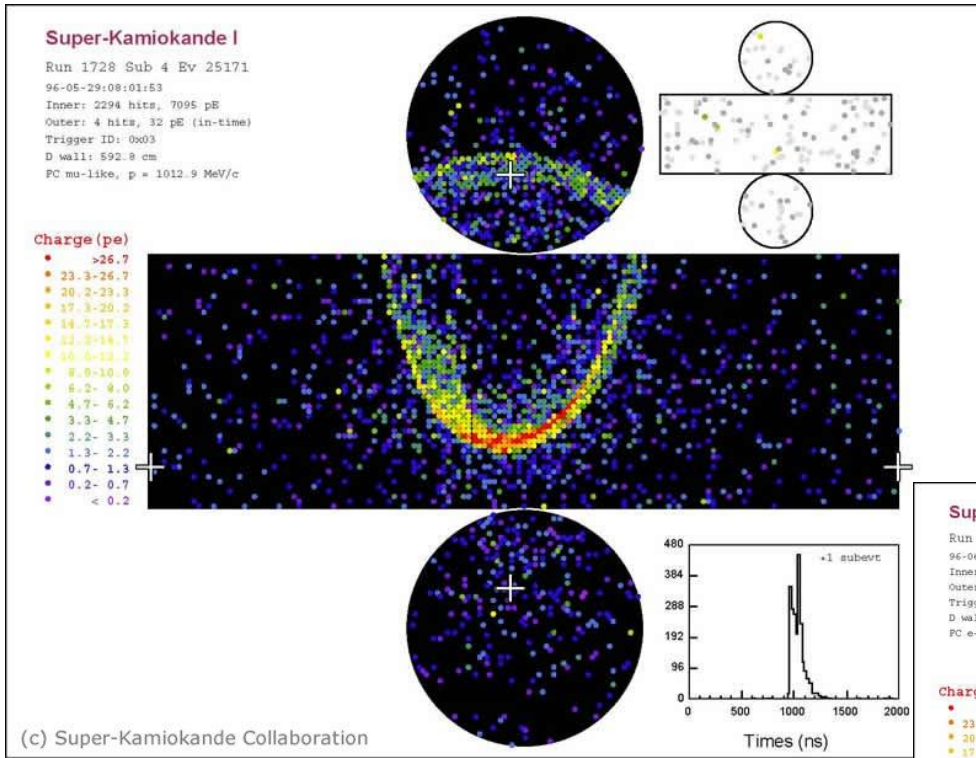 Super-Kamiokande I
Run 1728 Sub 4 Ev 25171
96-05-29:08:01:53
Inner: 2294 hits, 7095 pE
Outer: 4 hits, 32 pE (in-time)
Trigger ID: 0x03
D wall: 592.8 cm
FC mu-like, p = 1012.9 MeV/c
Charge(pe)
>26.7
23.3-26.7
20.2-23.3
17.3-20.2
14.7-17.3
12.2-14.7
10.0-12.2
8.0-10.0
6.2- 8.0
4.7- 6.2
3.3- 4.7
2.2- 3.3
1.3- 2.2
0.7- 1.3
0.2- 0.7
< 0.2
480
384
288
192
96
0
+1 subevt
0 500 1000 1500 2000
Times (ns)
(c) Super-Kamiokande Collaboration
Sup
Run
96-06
Inner
Outer
Trigg
D wal
FC e-
Charg
23
20
17